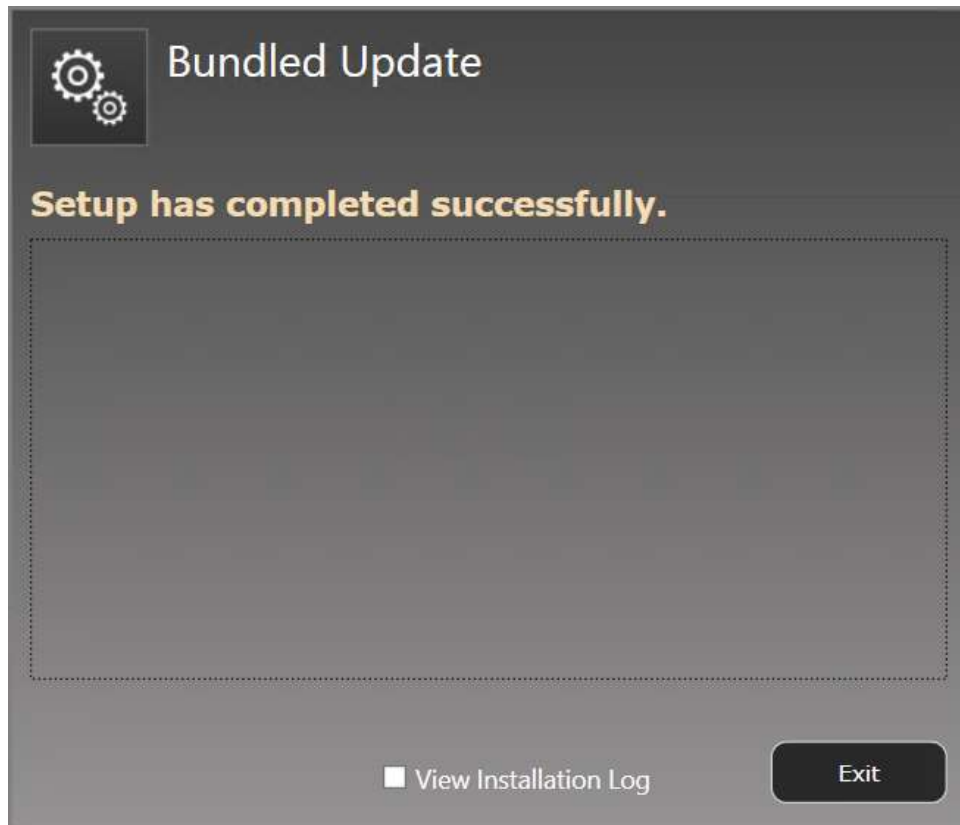 Bundled Update
Setup has completed successfully.
View Installation Log
Exit